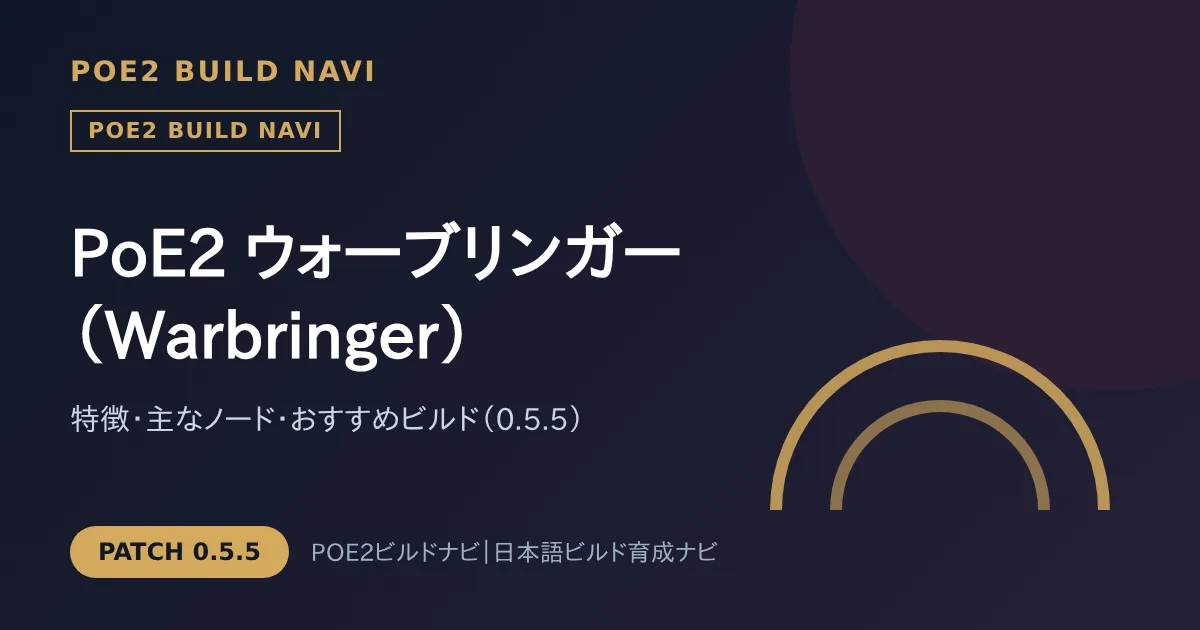 POE2 BUILD NAVI
POE2 BUILD NAVI
PoE2 ウォーブリンガー
（Warbringer）
特徴・主なノード・おすすめビルド（0.5.5）
PATCH 0.5.5
POE2ビルドナビ|日本語ビルド育成ナビ